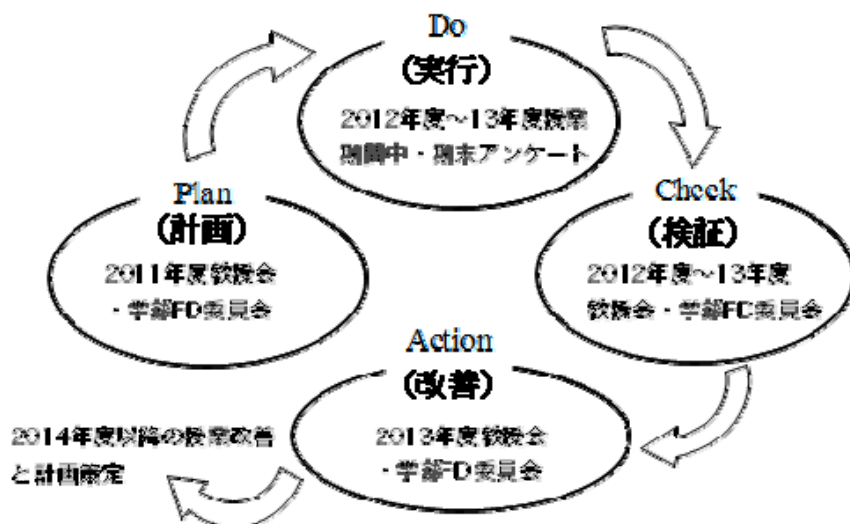 Do
(実行)
2012年度～13年度授業
期間中・期末アンケート
Plan
(計画)
2011年度教授会
・学部FD委員会
Check
(検証)
2012年度～13年度
教授会・学部FD委員会
Action
(改善)
2013年度教授会
・学部FD委員会
2014年度以降の授業改善
と計画策定